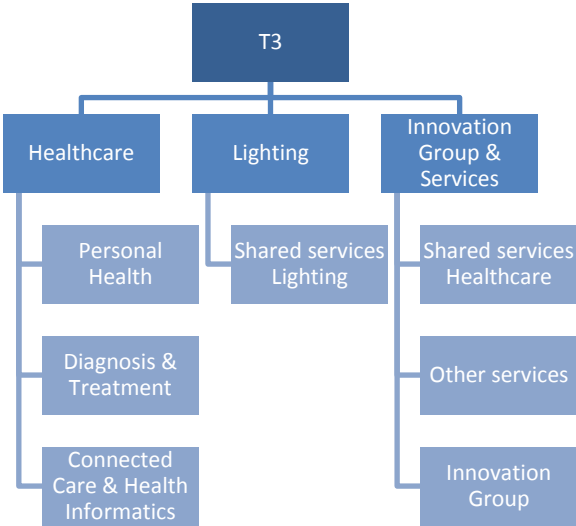 T3
Healthcare
Lighting
Innovation
Group &
Services
Personal
Health
Shared services
Lighting
Shared services
Healthcare
Diagnosis &
Treatment
Other services
Connected
Care & Health
Informatics
Innovation
Group